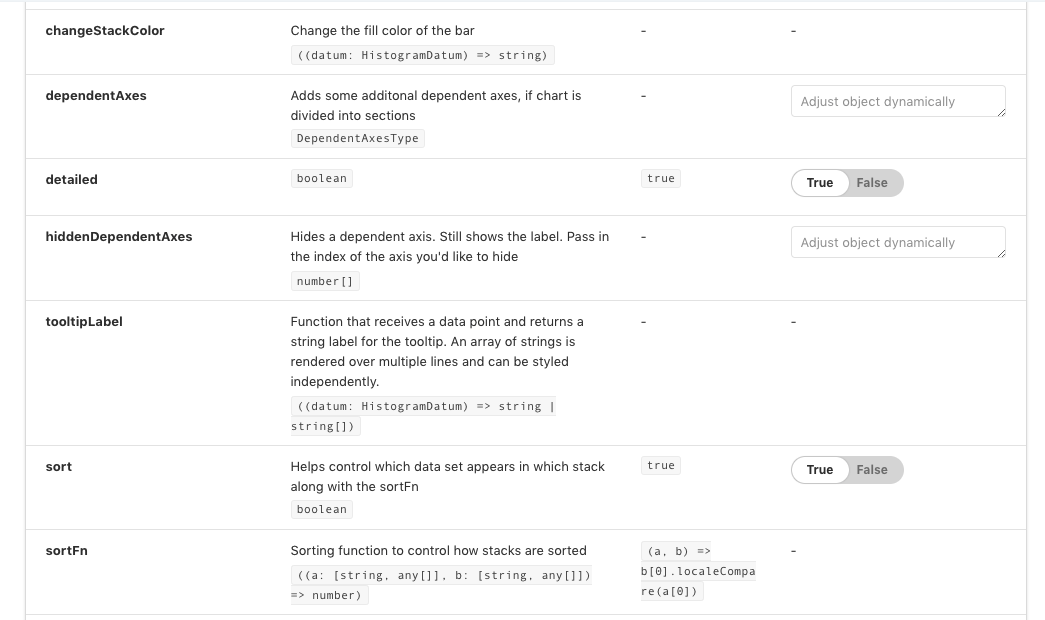 changeStackColor
Change the fill color of the bar
-
-
((datum: HistogramDatum) => string)
dependentAxes
Adds some additonal dependent axes, if chart is
divided into sections
DependentAxesType
-
Adjust object dynamically
detailed
boolean
true
True False
hiddenDependentAxes
Hides a dependent axis. Still shows the label. Pass in
the index of the axis you'd like to hide
number[]
-
Adjust object dynamically
tooltipLabel
Function that receives a data point and returns a
string label for the tooltip. An array of strings is
rendered over multiple lines and can be styled
independently.
((datum: HistogramDatum) => string |
string[])
-
-
sort
Helps control which data set appears in which stack
along with the sortFn
boolean
true
True False
sortFn
Sorting function to control how stacks are sorted
((a: [string, any[]], b: [string, any[]])
=> number)
(a, b) =>
b[0].localeCompa
re(a[0])
-